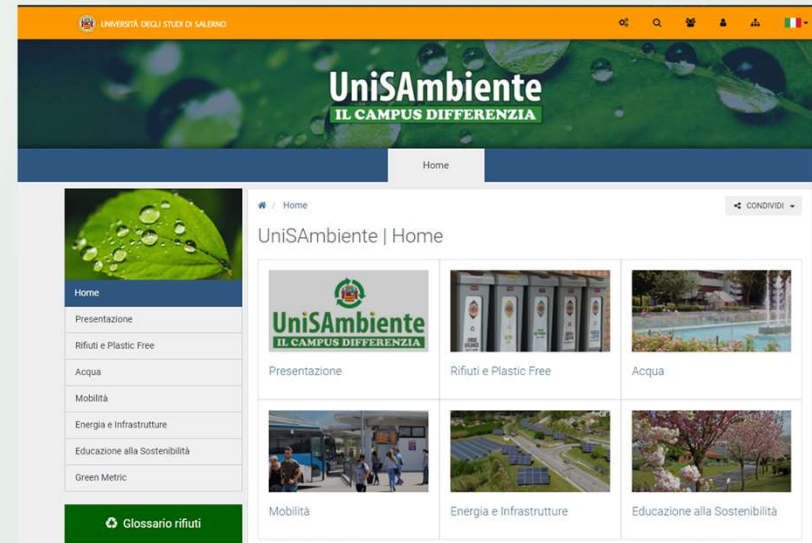 UNIVERSITÀ DEGLI STUDI DI SALERNO
UniSAmbiente
IL CAMPUS DIFFERENZIA
Home
Home
Presentazione
Rifiuti e Plastic Free
Acqua
Mobilità
Energia e Infrastrutture
Educazione alla Sostenibilità
Green Metric
Glossario rifiuti
/ Home
CONDIVIDI
UniSAmbiente | Home
UniSAmbiente
IL CAMPUS DIFFERENZIA
Presentazione
Rifiuti e Plastic Free
Acqua
Mobilità
Energia e Infrastrutture
Educazione alla Sostenibilità